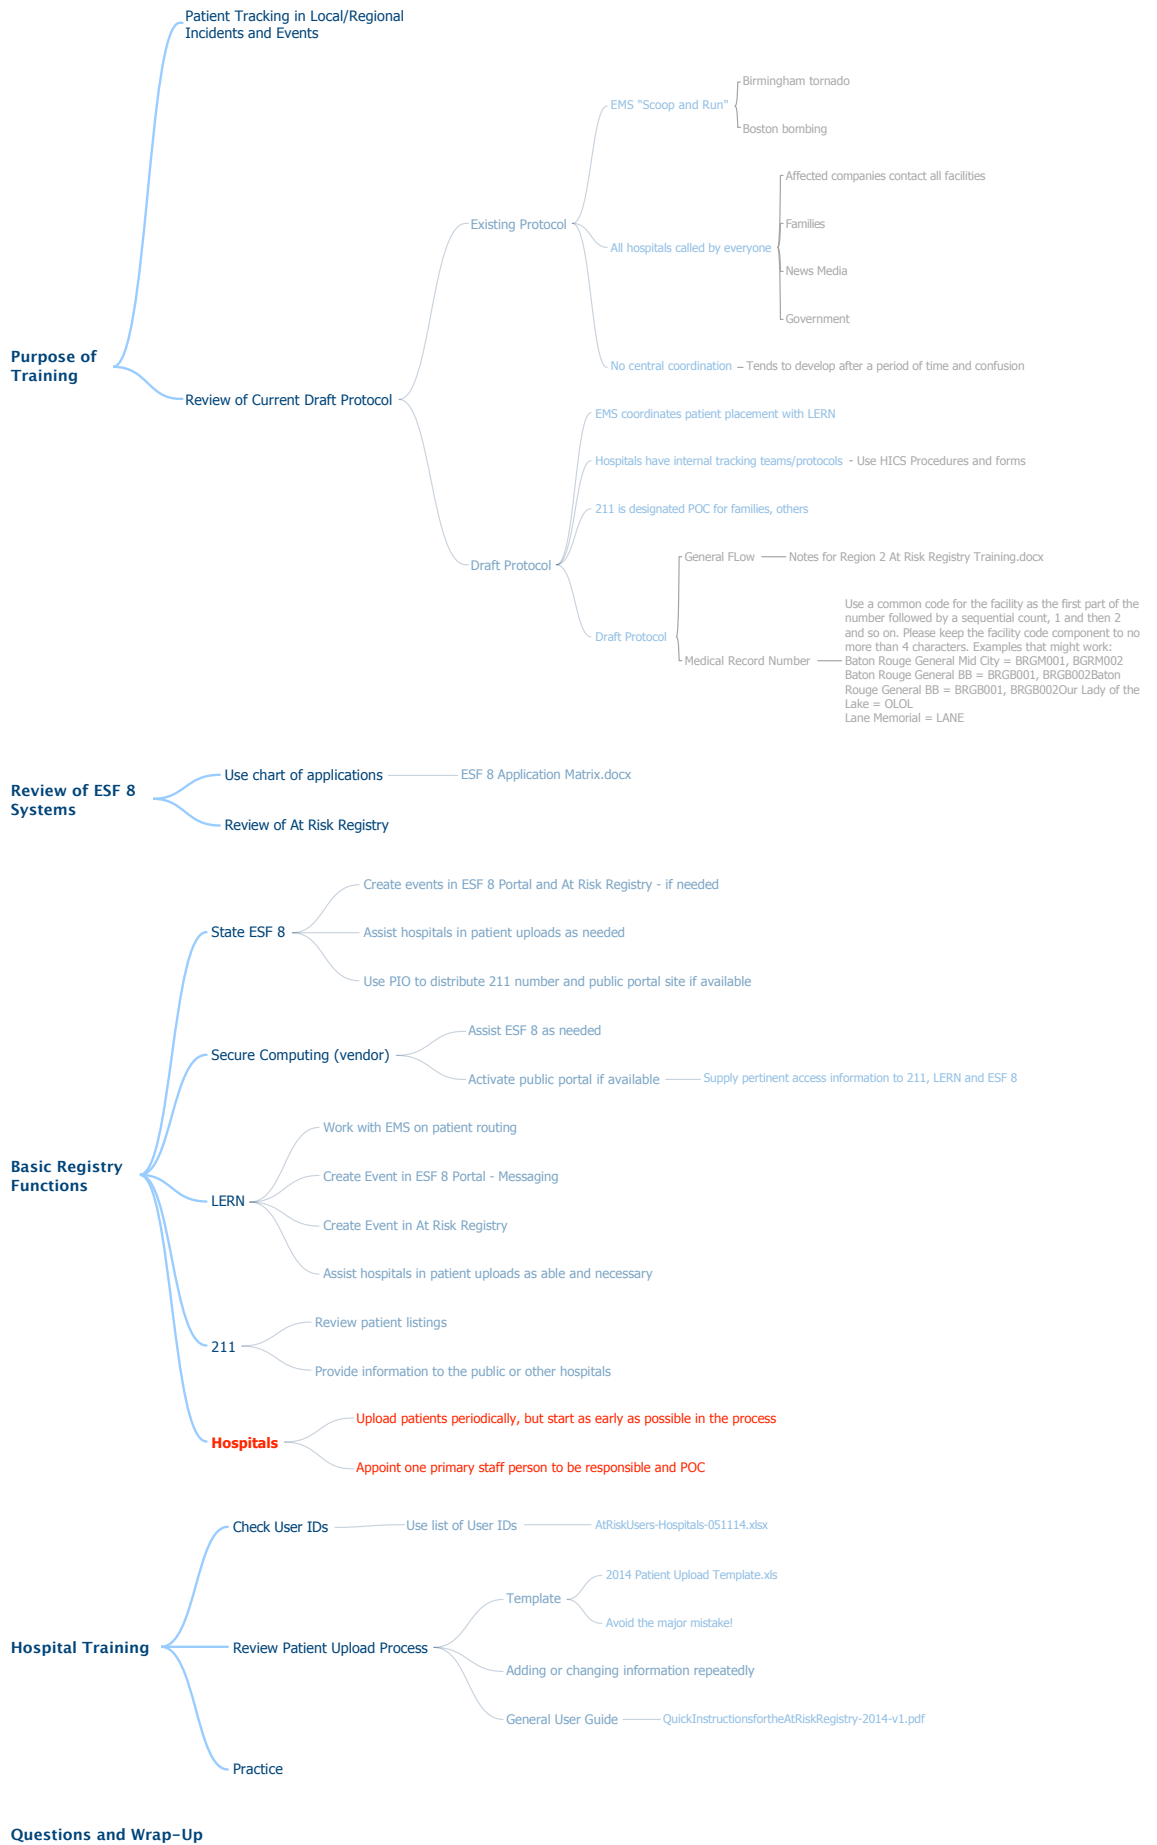 Patient Tracking in Local/Regional
Incidents and Events
Birmingham tornado
EMS "Scoop and Run"
Boston bombing
Affected companies contact all facilities
Existing Protocol
Families
All hospitals called by everyone
News Media
Government
Purpose of
Training
No central coordination – Tends to develop after a period of time and confusion
Review of Current Draft Protocol
EMS coordinates patient placement with LERN
Hospitals have internal tracking teams/protocols - Use HICS Procedures and forms
211 is designated POC for families, others
Draft Protocol
General FLow
Notes for Region 2 At Risk Registry Training.docx
Draft Protocol
Medical Record Number
Use a common code for the facility as the first part of the
number followed by a sequential count, 1 and then 2
and so on. Please keep the facility code component to no
more than 4 characters. Examples that might work:
Baton Rouge General Mid City = BRGM001, BGRM002
Baton Rouge General BB = BRGB001, BRGB002Baton
Rouge General BB = BRGB001, BRGB002Our Lady of the
Lake = OLOL
Lane Memorial = LANE
Review of ESF 8
Systems
Use chart of applications
ESF 8 Application Matrix.docx
Review of At Risk Registry
Create events in ESF 8 Portal and At Risk Registry - if needed
State ESF 8
Assist hospitals in patient uploads as needed
Use PIO to distribute 211 number and public portal site if available
Assist ESF 8 as needed
Secure Computing (vendor)
Activate public portal if available
Supply pertinent access information to 211, LERN and ESF 8
Work with EMS on patient routing
Basic Registry
Functions
Create Event in ESF 8 Portal - Messaging
LERN
Create Event in At Risk Registry
Assist hospitals in patient uploads as able and necessary
Review patient listings
211
Provide information to the public or other hospitals
Upload patients periodically, but start as early as possible in the process
Hospitals
Appoint one primary staff person to be responsible and POC
Check User IDs
Use list of User IDs
AtRiskUsers-Hospitals-051114.xlsx
2014 Patient Upload Template.xls
Template
Avoid the major mistake!
Hospital Training
Review Patient Upload Process
Adding or changing information repeatedly
General User Guide
QuickInstructionsfortheAtRiskRegistry-2014-v1.pdf
Practice
Questions and Wrap-Up